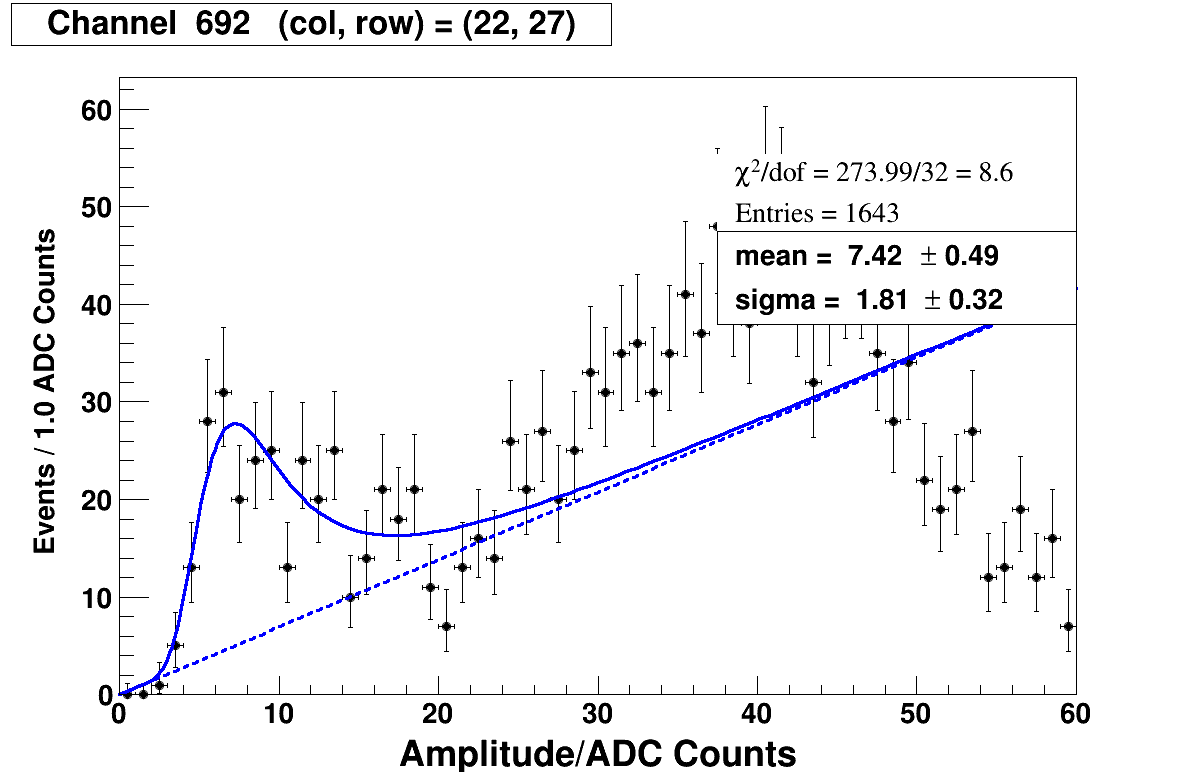 Channel 692 (col, row) = (22, 27)
χ²/dof = 273.99/32 = 8.6
Entries = 1643
mean = 7.42 ± 0.49
sigma = 1.81 ± 0.32
Events / 1.0 ADC Counts
60
50
40
30
20
10
0
0 10 20 30 40 50 60
Amplitude/ADC Counts